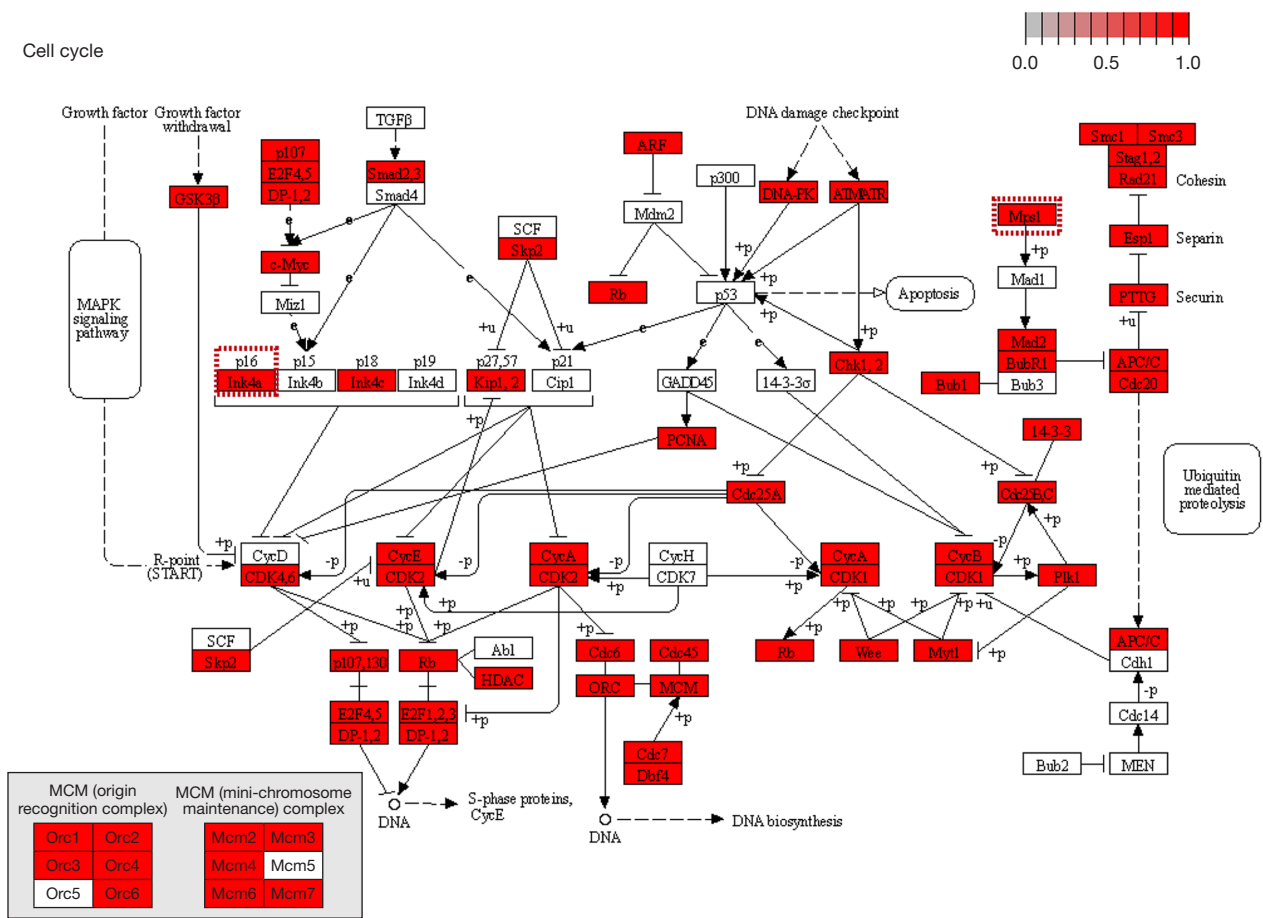 Cell cycle
0.0 0.5 1.0
Growth factor
Growth factor
withdrawal
TGFβ
DNA damage checkpoint
p107
E2F4,5
DP-1,2
Smad2,3
Smad4
ARF
p300
DNA-PK
ATM/ATR
Smc1
Smc3
Stag1,2
Rad21
Cohesin
GSK3β
Mdm2
Mps1
e
e
SCF
Skp2
+p
+p
+p
Esp1
Separin
c-Myc
Mad1
Miz1
e
e
e
Rb
p53
Apoptosis
PTTG
Securin
MAPK
signaling
pathway
+u
+u
e
+p
+p
+u
e
e
Mad2
BubR1
Bub3
Bub1
APC/C
Cdc20
p16
Ink4a
p15
Ink4b
p18
Ink4c
p19
Ink4d
p27,57
Kip1, 2
p21
Cip1
GADD45
14-3-3σ
Chk1, 2
+p
PCNA
14-3-3
+p
+p
Cdc25A
Cdc25B,C
Ubiquitin
mediated
proteolysis
+p
R-point
(START)
CycD
CDK4,6
-p
CycE
CDK2
-p
CycA
CDK2
-p
+p
CycH
CDK7
-p
+p
CycA
CDK1
CycB
CDK1
-p
+p
+p
Plk1
+u
+p
+p
+p
+p
+p
+p
+p
+p
+u
+p
SCF
Skp2
p107,130
Rb
Abl
HDAC
Cdc6
Cdc45
ORC
MCM
Rb
Wee
Myt1
APC/C
Cdh1
-p
E2F4,5
DP-1,2
E2F1,2,3
DP-1,2
+p
+p
Cdc7
Dbf4
Cdc14
Bub2
MEN
DNA
S-phase proteins,
CycE
DNA
DNA biosynthesis
MCM (origin
recognition complex)
Orc1 Orc2
Orc3 Orc4
Orc5 Orc6
MCM (mini-chromosome
maintenance) complex
Mcm2 Mcm3
Mcm4 Mcm5
Mcm6 Mcm7